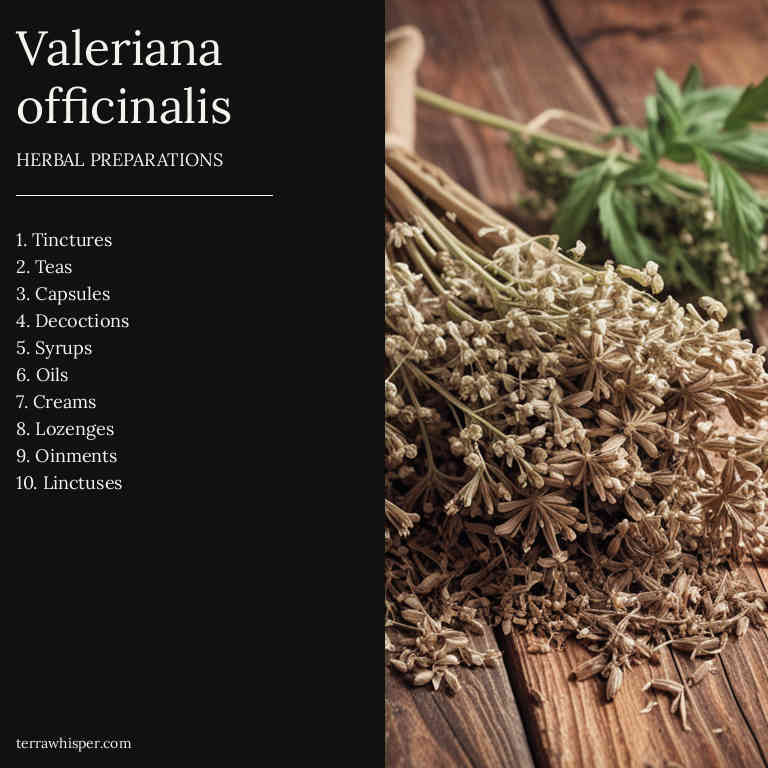 Valeriana
officinalis
HERBAL PREPARATIONS
1. Tinctures
2. Teas
3. Capsules
4. Decoctions
5. Syrups
6. Oils
7. Creams
8. Lozenges
9. Oinments
10. Linctuses
terrawhisper.com